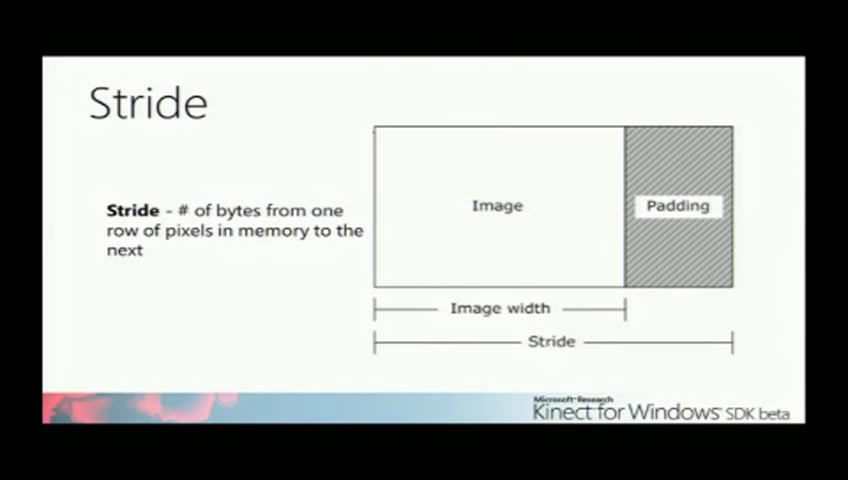 Stride
Stride - # of bytes from one
row of pixels in memory to the
next
Image
Padding
Image width
Stride
Microsoft Research
Kinect for Windows SDK beta